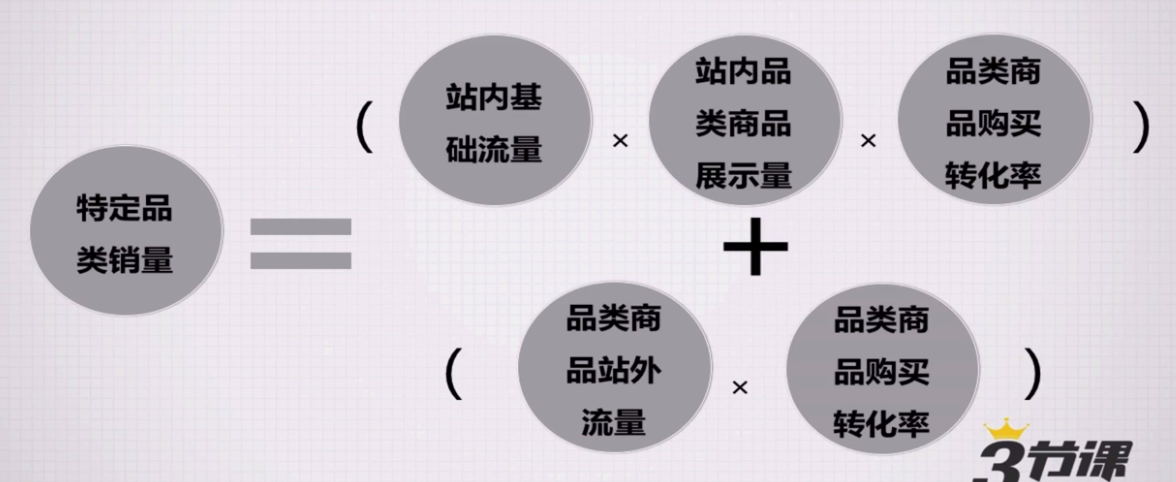 特定品
类销量
=
(
站内基
础流量
×
站内品
类商品
展示量
×
品类商
品购买
转化率
)
+
(
品类商
品站外
流量
×
品类商
品购买
转化率
)
3节课